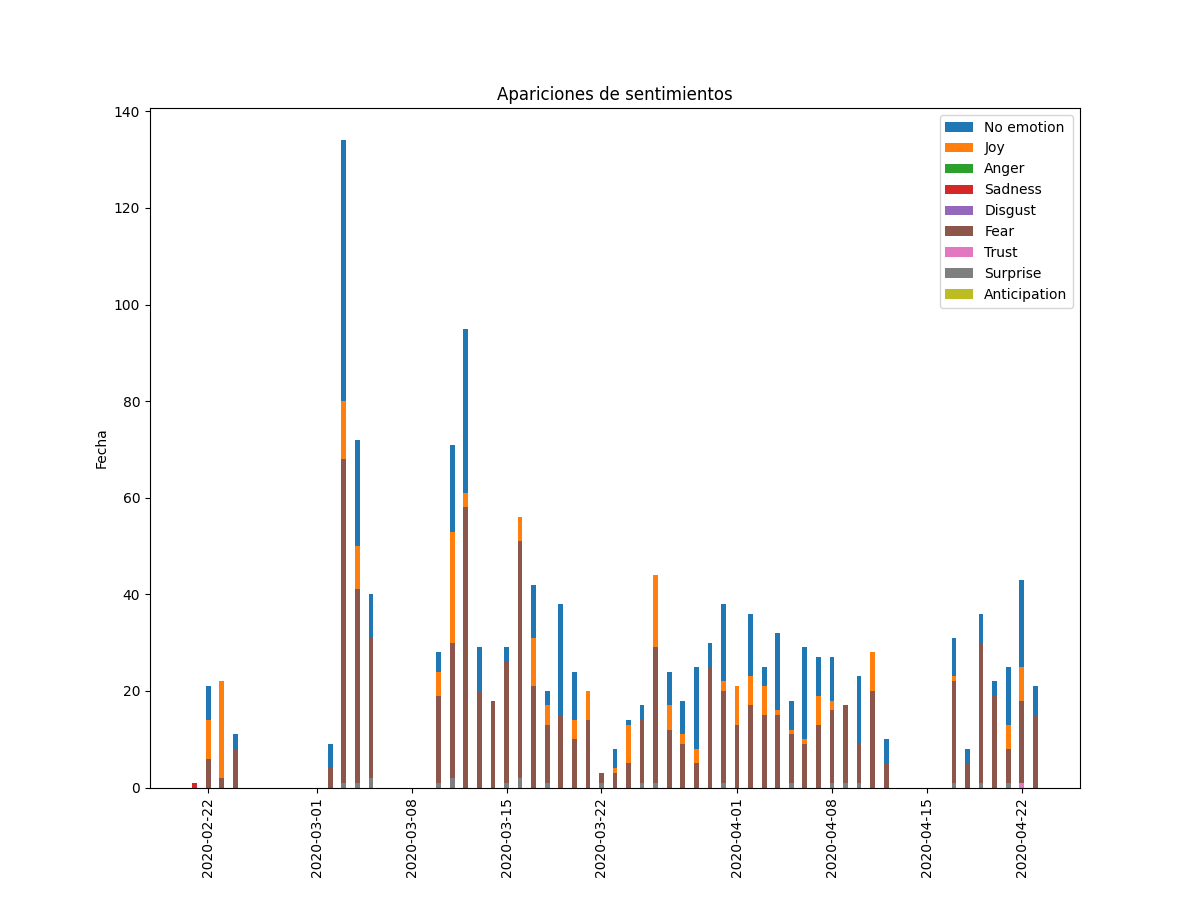 Apariciones de sentimientos
No emotion
Joy
Anger
Sadness
Disgust
Fear
Trust
Surprise
Anticipation
Fecha
140
120
100
80
60
40
20
0
2020-02-22
2020-03-01
2020-03-08
2020-03-15
2020-03-22
2020-04-01
2020-04-08
2020-04-15
2020-04-22